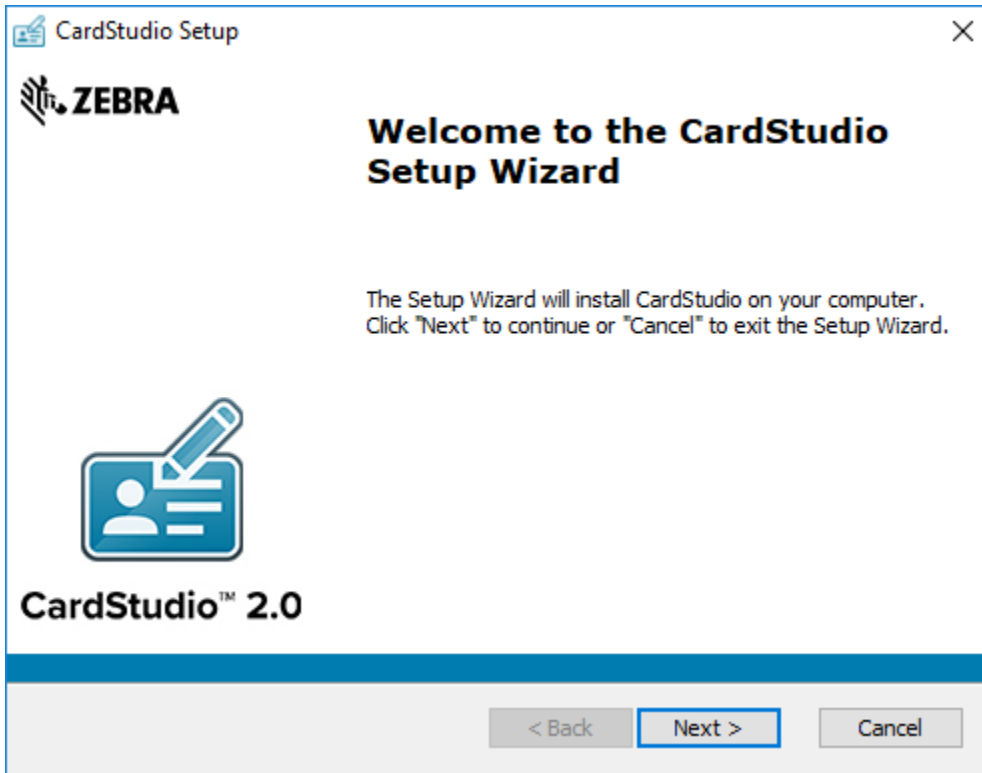 CardStudio Setup
ZEBRA
Welcome to the CardStudio
Setup Wizard
The Setup Wizard will install CardStudio on your computer.
Click "Next" to continue or "Cancel" to exit the Setup Wizard.
CardStudio™ 2.0
< Back
Next >
Cancel